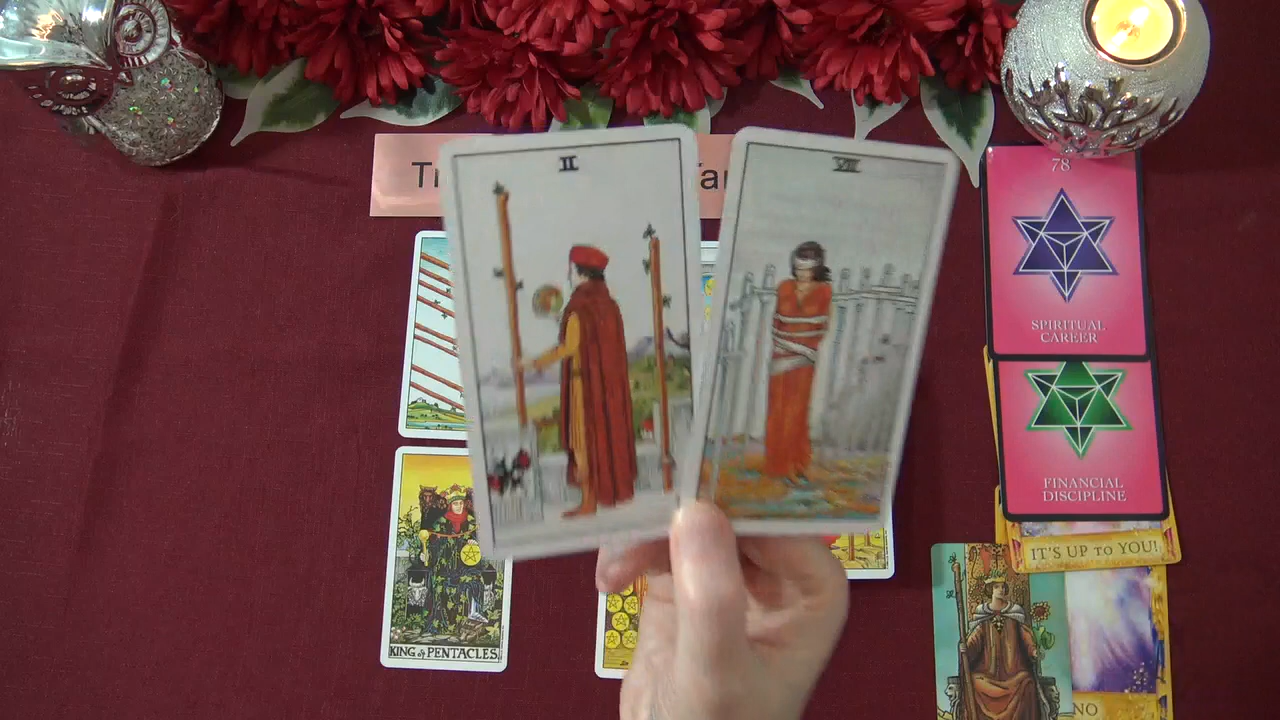 II
VIII
78
SPIRITUAL
CAREER
FINANCIAL
DISCIPLINE
IT'S UP TO YOU!
KING of PENTACLES
NO